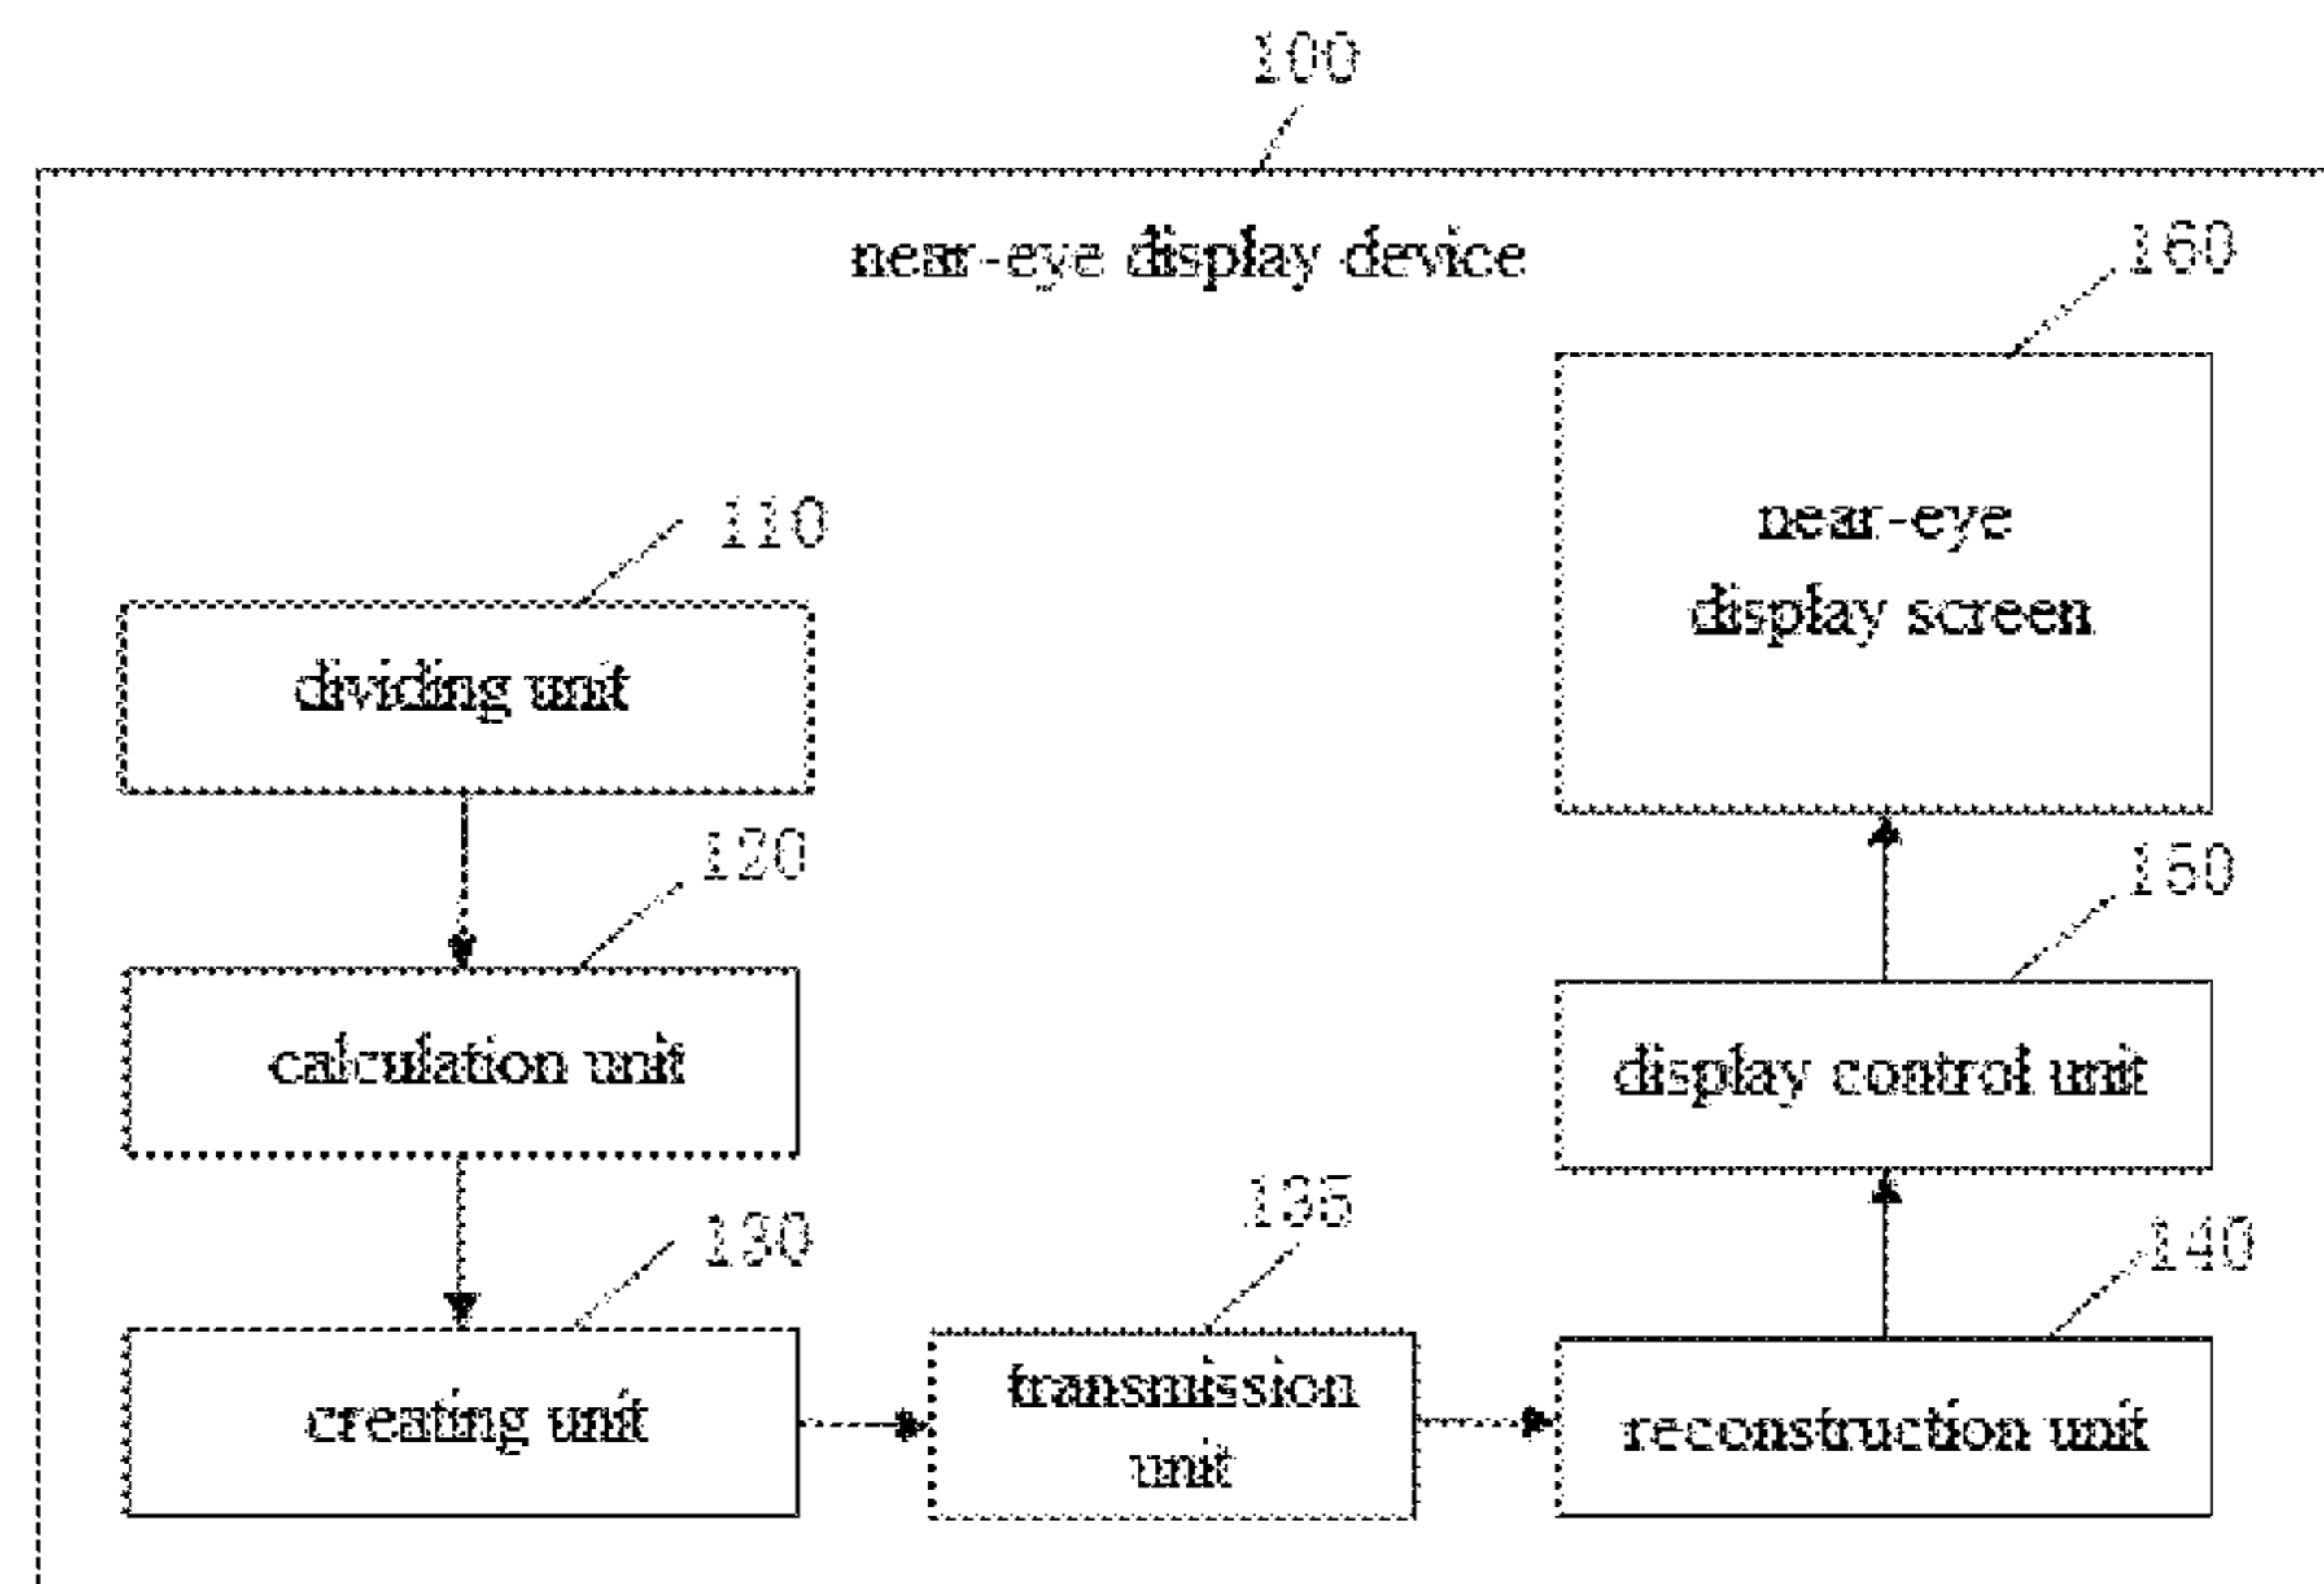 100
near-eye display device
160
near-eye
display screen
110
dividing unit
120
150
calculation unit
display control unit
130
135
140
creating unit
transmission
unit
reconstruction unit